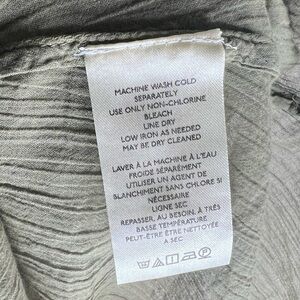 MACHINE WASH COLD
SEPARATELY
USE ONLY NON-CHLORINE
BLEACH
LINE DRY
LOW IRON AS NEEDED
MAY BE DRY CLEANED
LAVER À LA MACHINE À L'EAU
FROIDE SÉPARÉMENT
UTILISER UN AGENT DE
BLANCHIMENT SANS CHLORE SI
NÉCESSAIRE
LIGNE SEC
REPASSER, AU BESOIN, À TRÈS
BASSE TEMPÉRATURE
PEUT-ÊTRE ÊTRE NETTOYÉE
A SEC